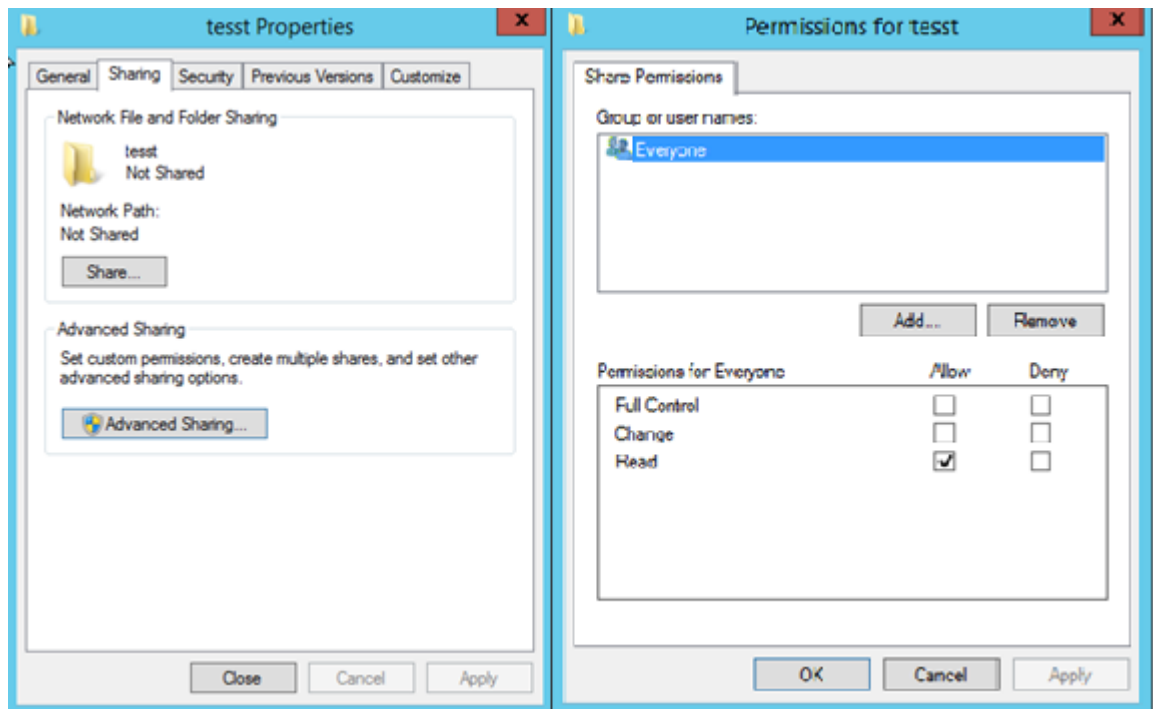 tesst Properties
General Sharing Security Previous Versions Customize
Network File and Folder Sharing
tesst
Not Shared
Network Path:
Not Shared
Share...
Advanced Sharing
Set custom permissions, create multiple shares, and set other
advanced sharing options.
Advanced Sharing...
Close Cancel Apply
Permissions for tesst
Share Permissions
Group or user names:
Everyone
Add... Remove
Permissions for Everyone Allow Deny
Full Control
Change
Read
OK Cancel Apply